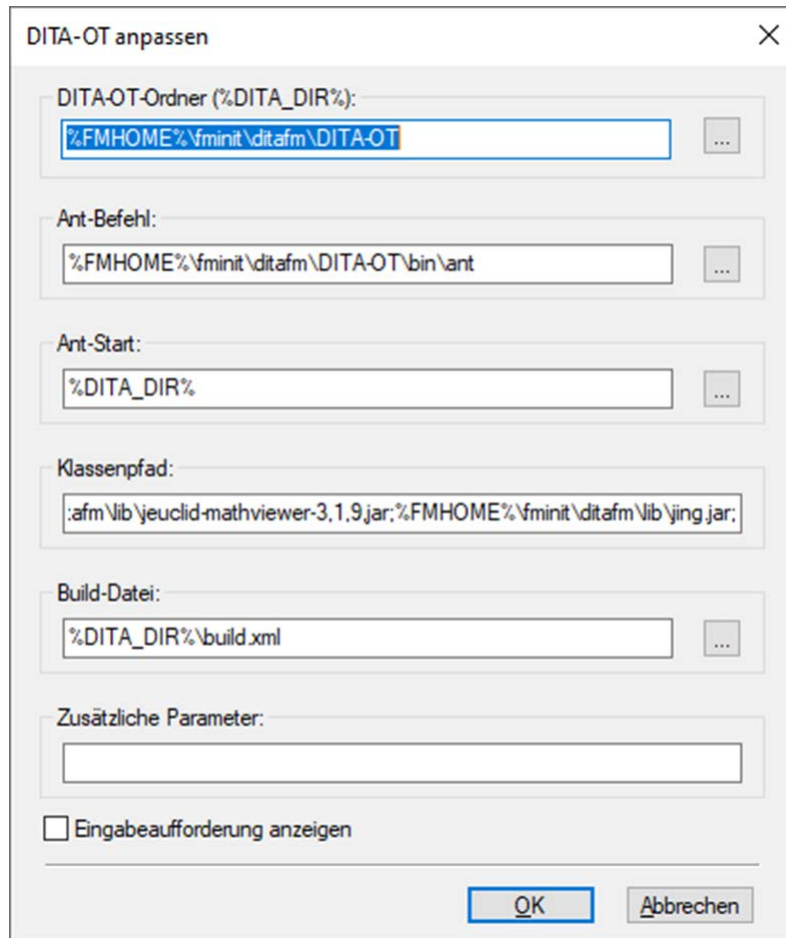 DITA-OT anpassen
DITA-OT-Ordner (%DITA_DIR%):
%FMHOME%\fminit\ditafm\DITA-OT
...
Ant-Befehl:
%FMHOME%\fminit\ditafm\DITA-OT\bin\ant
...
Ant-Start:
%DITA_DIR%
...
Klassenpfad:
:afm\lib\jeuclid-mathviewer-3,1,9,jar;%FMHOME%\fminit\ditafm\lib\jing.jar;
Build-Datei:
%DITA_DIR%\build.xml
...
Zusätzliche Parameter:
Eingabeaufforderung anzeigen
OK
Abbrechen